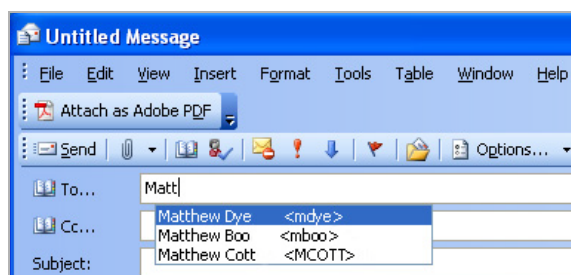 Untitled Message
File Edit View Insert Format Tools Table Window Help
Attach as Adobe PDF
Send Options...
To... Matt
Matthew Dye <mdye>
Cc... Matthew Boo <mboo>
Matthew Cott <MCOTT>
Subject: